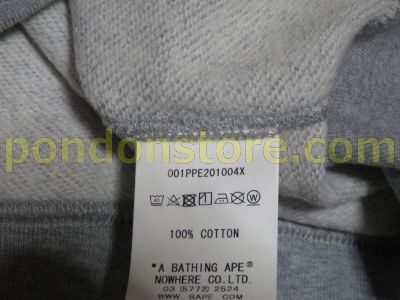 pondonstore.com
001PPE201004X
100% COTTON
"A BATHING APE"
NOWHERE CO.LTD.
03 (5772) 2524
WWW. BAPE. COM